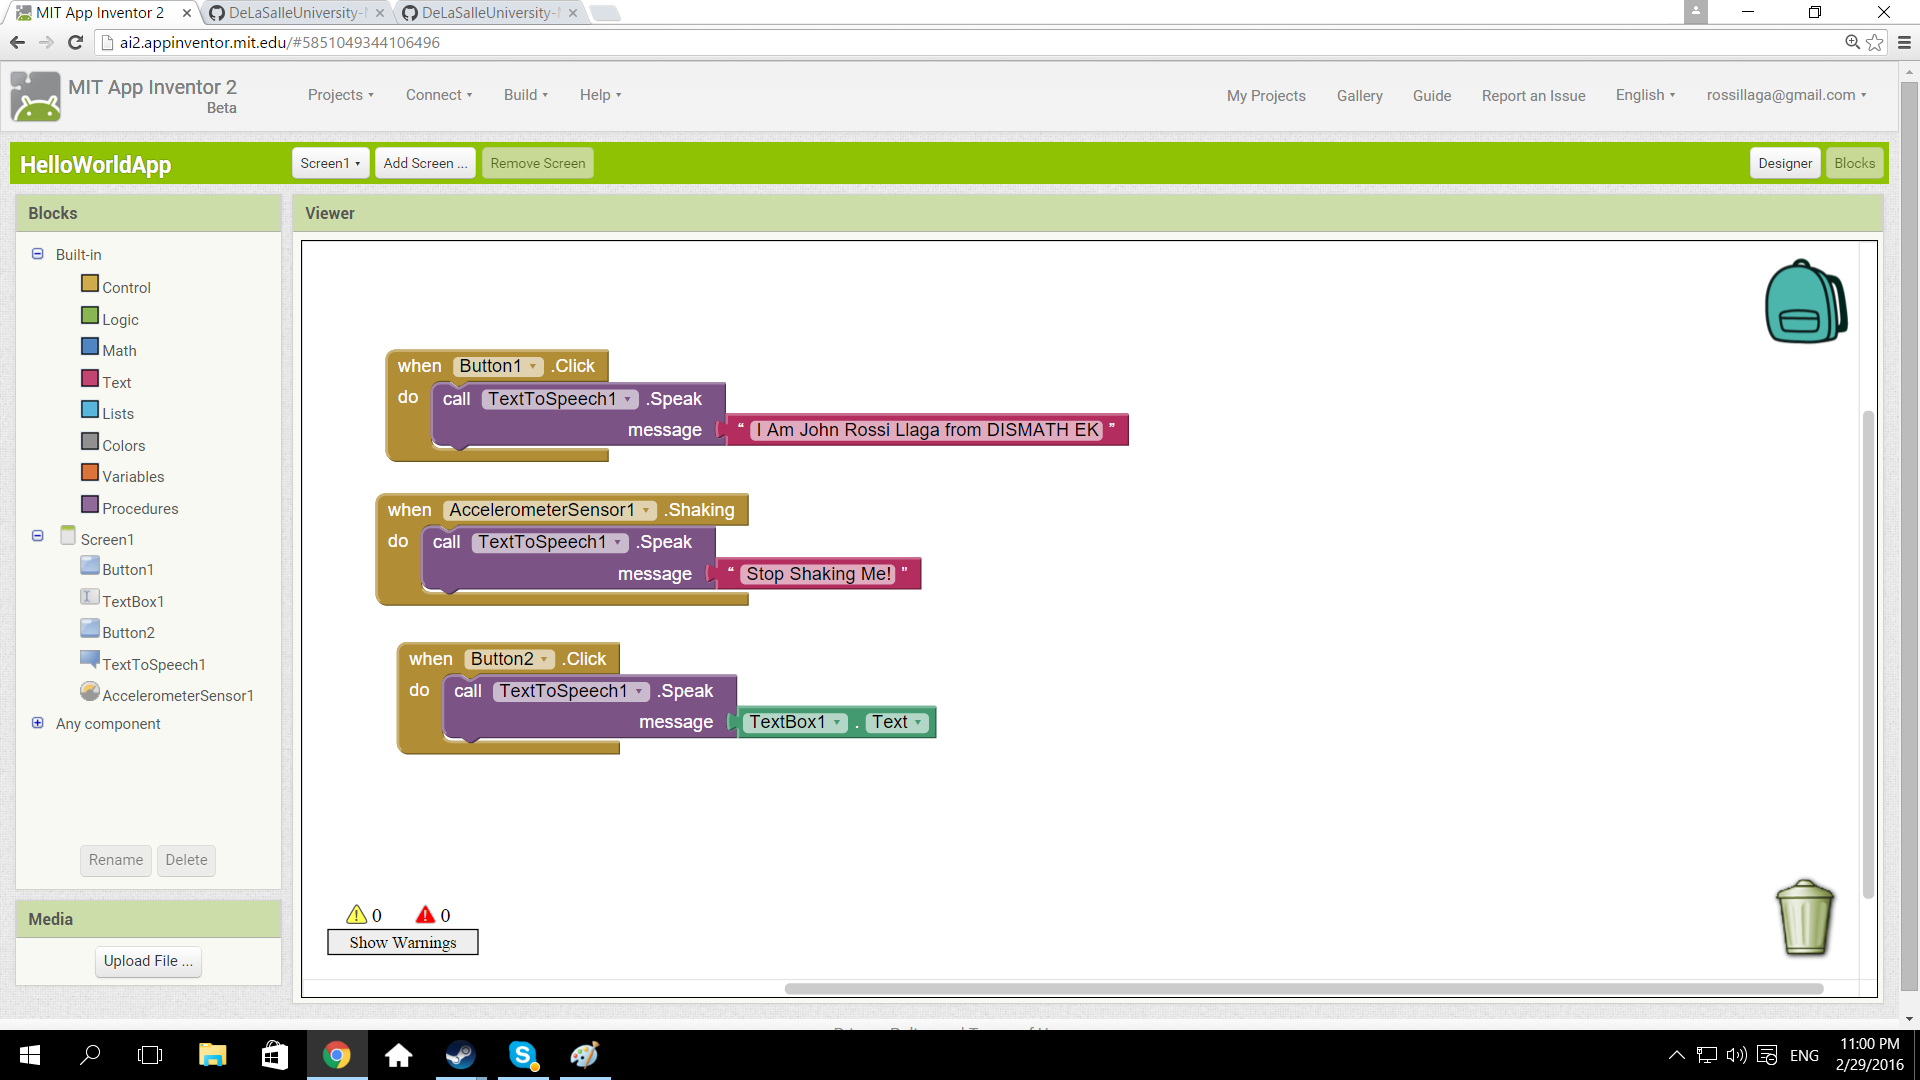 MIT App Inventor 2
DeLaSalleUniversity-
DeLaSalleUniversity-
ai2.appinventor.mit.edu/#5851049344106496
MIT App Inventor 2
Beta
Projects
Connect
Build
Help
My Projects
Gallery
Guide
Report an Issue
English
rossillaga@gmail.com
HelloWorldApp
Screen1
Add Screen ...
Remove Screen
Designer
Blocks
Blocks
Built-in
Control
Logic
Math
Text
Lists
Colors
Variables
Procedures
Screen1
Button1
TextBox1
Button2
TextToSpeech1
AccelerometerSensor1
Any component
Rename
Delete
Media
Upload File ...
Viewer
when Button1 .Click
do call TextToSpeech1 .Speak
message “ I Am John Rossi Llaga from DISMATH EK ”
when AccelerometerSensor1 .Shaking
do call TextToSpeech1 .Speak
message “ Stop Shaking Me! ”
when Button2 .Click
do call TextToSpeech1 .Speak
message TextBox1 . Text
0 0
Show Warnings
ENG
11:00 PM
2/29/2016